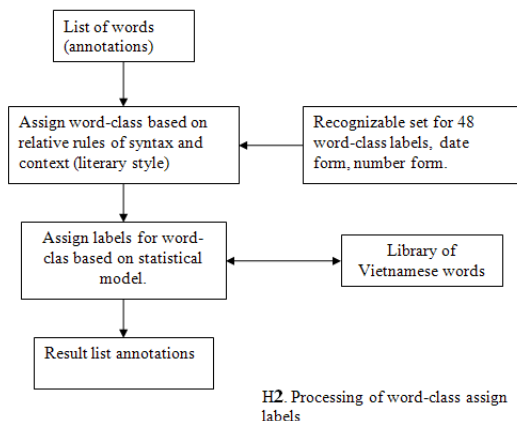 List of words
(annotations)
Assign word-class based on
relative rules of syntax and
context (literary style)
Recognizable set for 48
word-class labels, date
form, number form.
Assign labels for word-
clas based on statistical
model.
Library of
Vietnamese words
Result list annotations
H2. Processing of word-class assign
labels